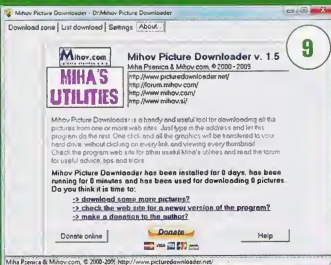 Mihov Picture Downloader - D:\Mihov Picture Downloader
Download zone List download Settings About...
9
Mihov.com
MIHA'S
UTILITIES
Mihov Picture Downloader v. 1.5
Miha Psenica & Mihov.com, © 2000 - 2009
http://www.picturedownloader.net/
http://forum.mihov.com/
http://www.mihov.com/
http://www.mihov.si/
Mihov Picture Downloader is a handy and useful tool for downloading all the
pictures from one or more web sites. Just type in the address and let this
program do the rest. One click and all the graphics will be transferred to your
hard drive without clicking on every link and viewing every thumbnail.
Check the program web site for other useful Miha's utilities and read the forum
for useful advice, tips and tricks.
Mihov Picture Downloader has been installed for 0 days, has been
running for 8 minutes and has been used for downloading 0 pictures.
Do you think it is time to:
-> download some more pictures?
-> check the web site for a newer version of the program?
-> make a donation to the author?
Donate online
Donate
VISA
Help
Miha Psenica & Mihov.com, © 2000-2009, http://www.picturedownloader.net/